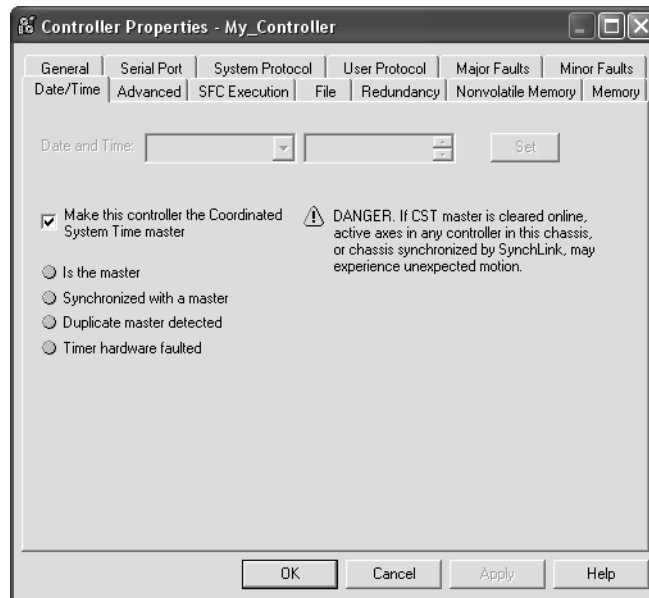 Controller Properties - My_Controller
General Serial Port System Protocol User Protocol Major Faults Minor Faults
Date/Time Advanced SFC Execution File Redundancy Nonvolatile Memory Memory
Date and Time: Set
Make this controller the Coordinated
System Time master
DANGER. If CST master is cleared online,
active axes in any controller in this chassis,
or chassis synchronized by SynchLink, may
experience unexpected motion.
Is the master
Synchronized with a master
Duplicate master detected
Timer hardware faulted
OK Cancel Apply Help